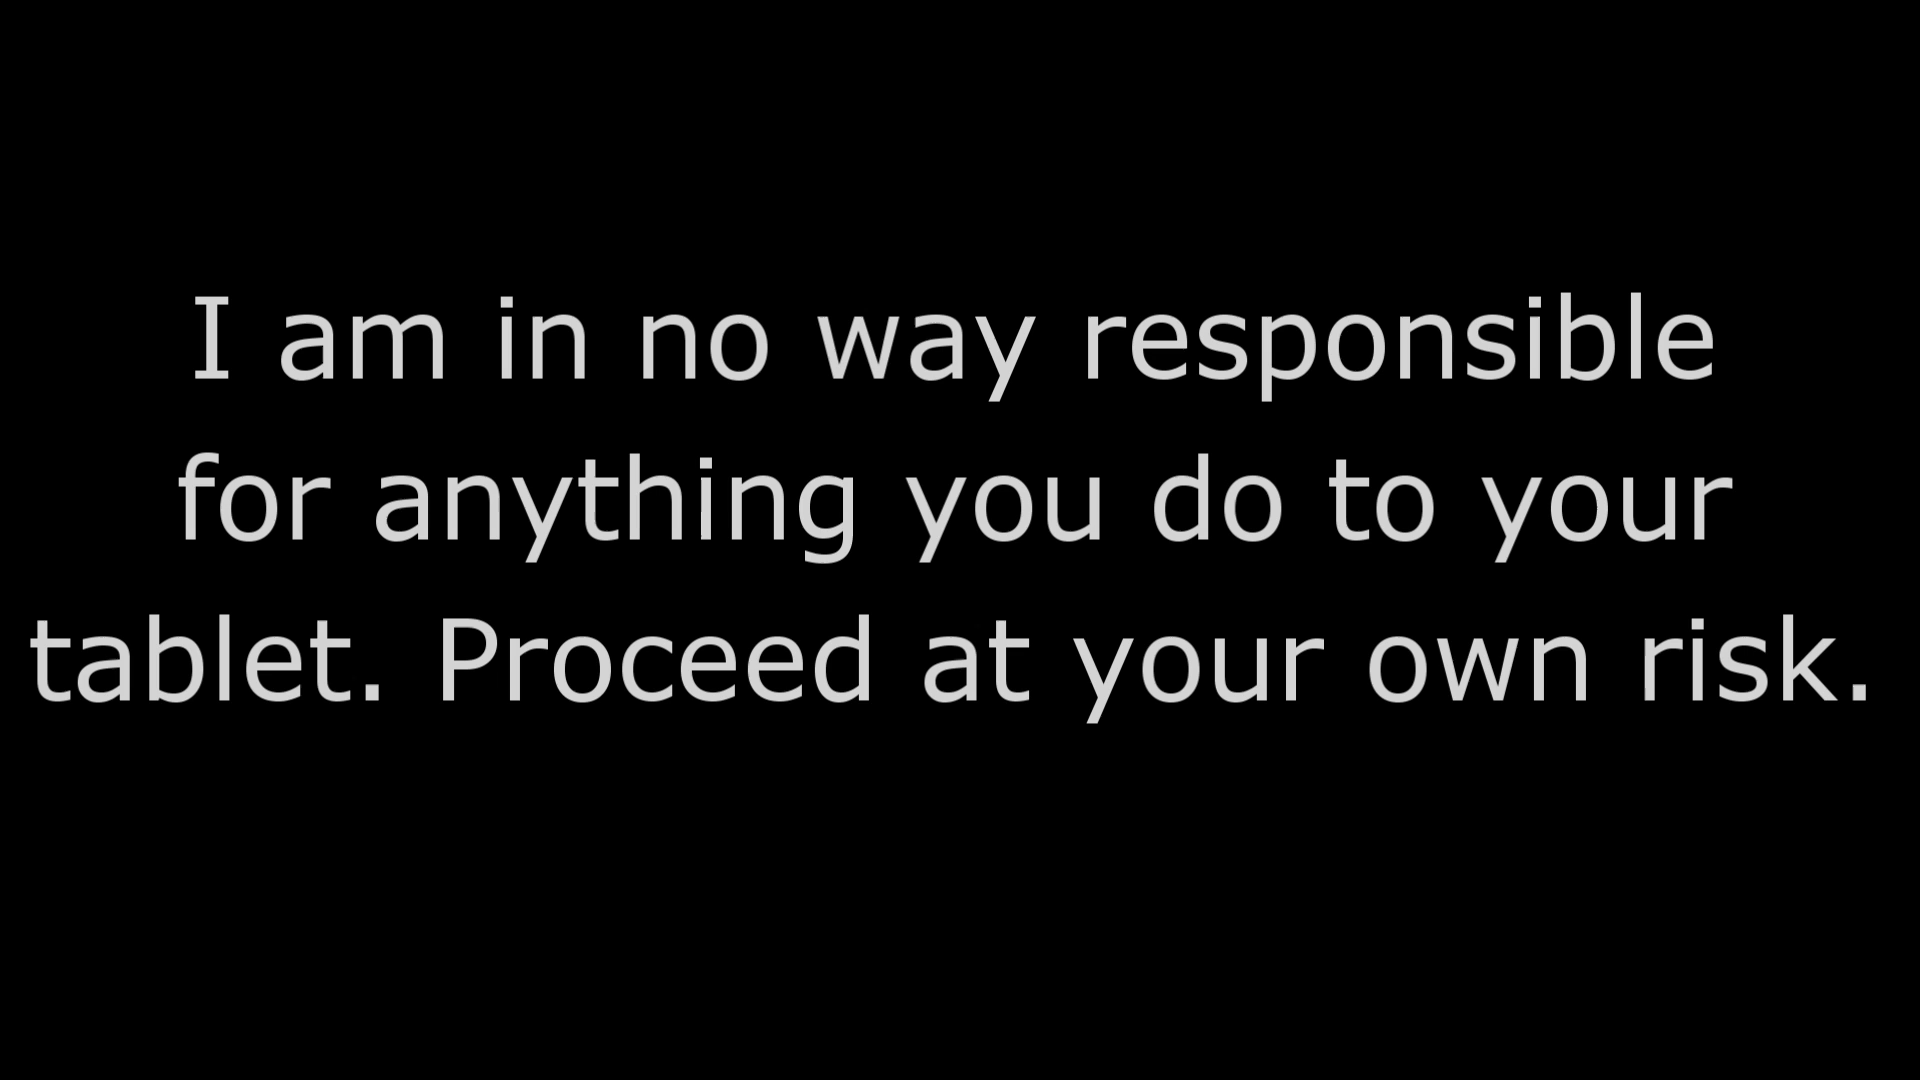 I am in no way responsible
for anything you do to your
tablet. Proceed at your own risk.